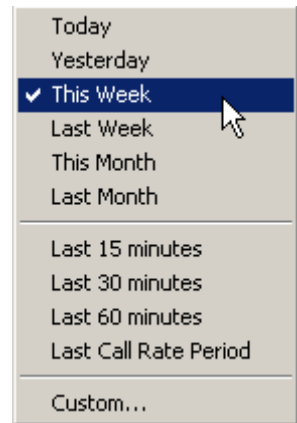 Today
Yesterday
This Week
Last Week
This Month
Last Month
Last 15 minutes
Last 30 minutes
Last 60 minutes
Last Call Rate Period
Custom...